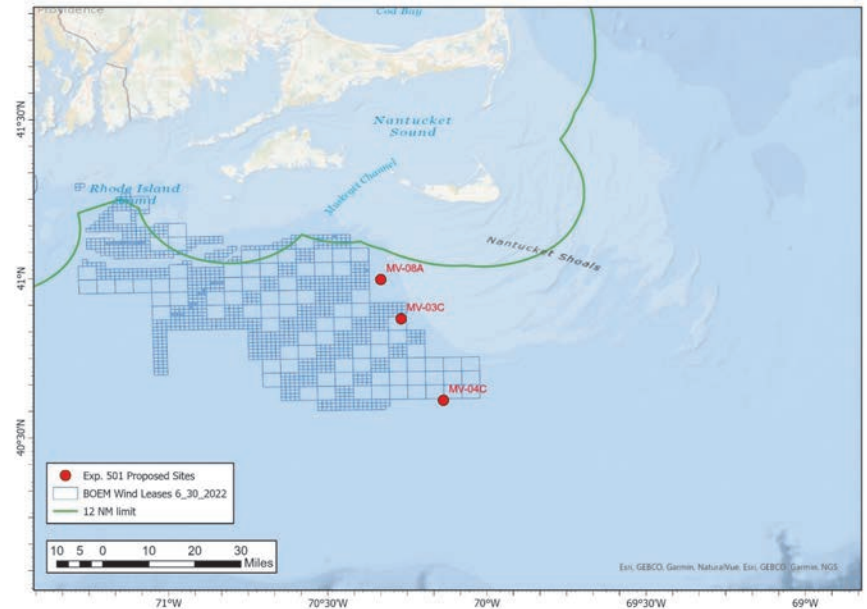 Providence
Cod Bay
Nantucket
Sound
Muskeget Channel
Rhode Island
Sound
Nantucket Shoals
MV-08A
MV-03C
MV-04C
41°30'N
41°N
40°30'N
Exp. 501 Proposed Sites
BOEM Wind Leases 6_30_2022
12 NM limit
10 5 0 10 20 30
Miles
Esri, GEBCO, Garmin, NaturalVue, Esri, GEBCO, Garmin, NGS
71°W 70°30'W 70°W 69°30'W 69°W